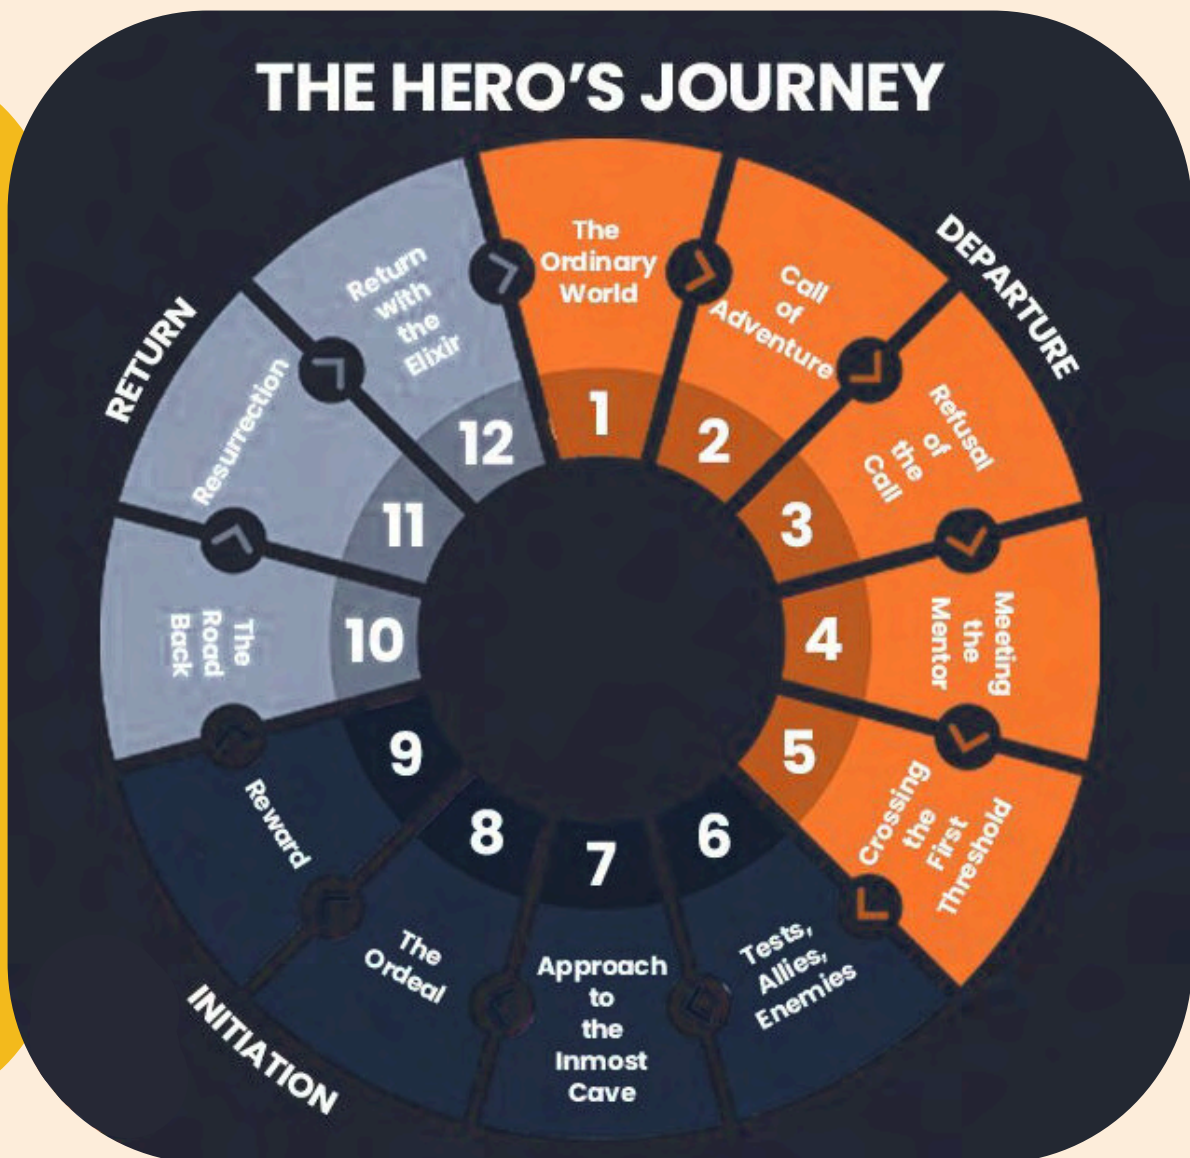 THE HERO'S JOURNEY
DEPARTURE
The
Ordinary
World
1
Call
of
Adventure
2
Refusal
of
the
Call
3
Meeting
the
Mentor
4
Crossing
the
First
Threshold
5
INITIATION
Tests,
Allies,
Enemies
6
Approach
to
the
Inmost
Cave
7
The
Ordeal
8
Reward
9
RETURN
The
Road
Back
10
Resurrection
11
Return
with
the
Elixir
12